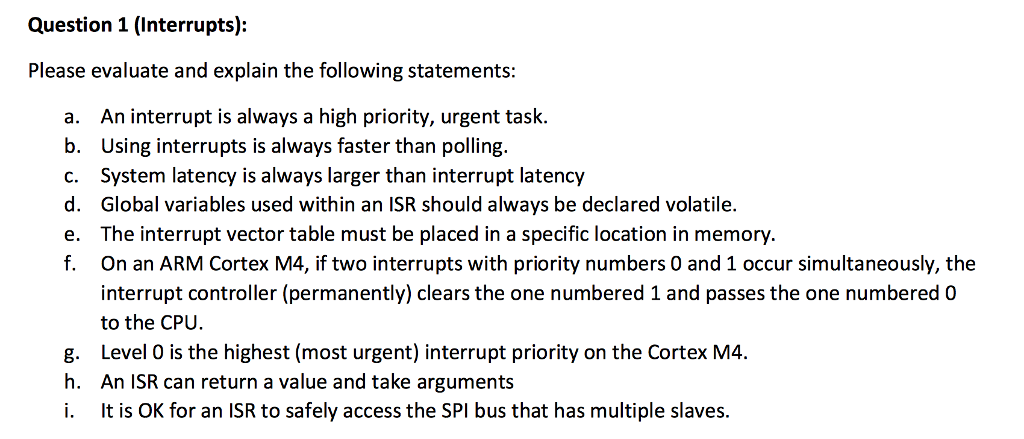 Question 1 (Interrupts):
Please evaluate and explain the following statements:
a. An interrupt is always a high priority, urgent task.
b. Using interrupts is always faster than polling.
c. System latency is always larger than interrupt latency
d. Global variables used within an ISR should always be declared volatile.
e. The interrupt vector table must be placed in a specific location in memory.
f. On an ARM Cortex M4, if two interrupts with priority numbers 0 and 1 occur simultaneously, the
interrupt controller (permanently) clears the one numbered 1 and passes the one numbered 0
to the CPU.
g. Level 0 is the highest (most urgent) interrupt priority on the Cortex M4.
h. An ISR can return a value and take arguments
i. It is OK for an ISR to safely access the SPI bus that has multiple slaves.